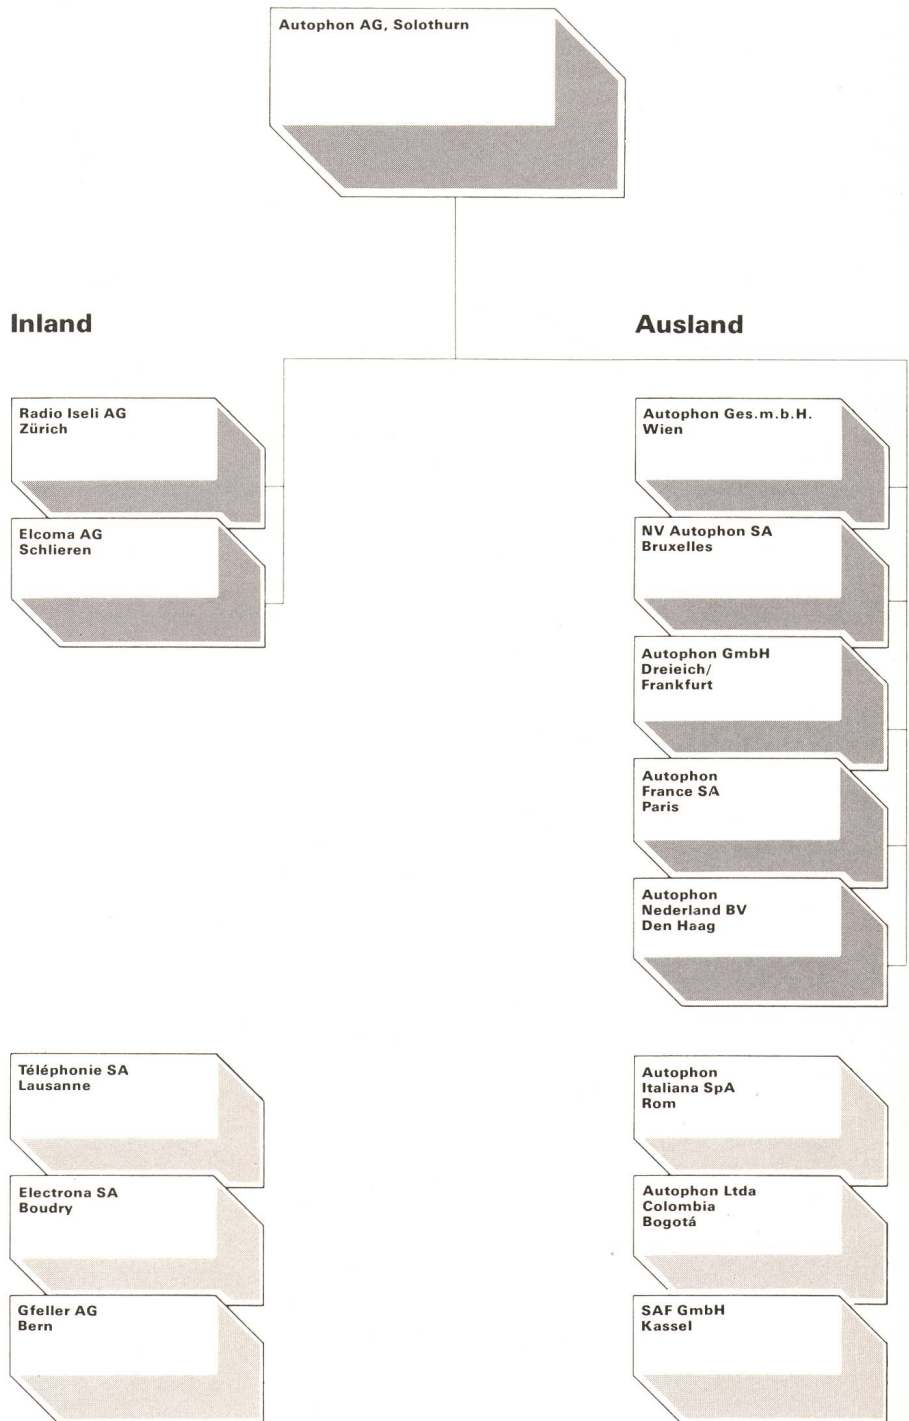 Autophon AG, Solothurn
Inland
Radio Iseli AG
Zürich
Elcoma AG
Schlieren
Téléphonie SA
Lausanne
Electrona SA
Boudry
Gfeller AG
Bern
Ausland
Autophon Ges.m.b.H.
Wien
NV Autophon SA
Bruxelles
Autophon GmbH
Dreieich/
Frankfurt
Autophon
France SA
Paris
Autophon
Nederland BV
Den Haag
Autophon
Italiana SpA
Rom
Autophon Ltda
Colombia
Bogotá
SAF GmbH
Kassel